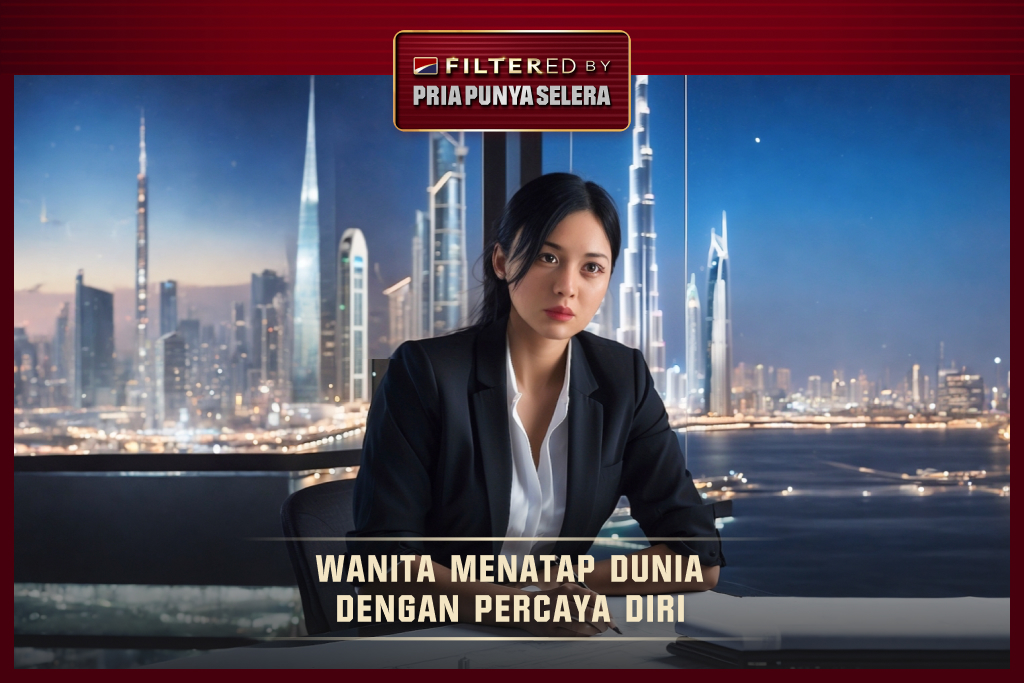 FILTERED BY
PRIA PUNYA SELERA
WANITA MENATAP DUNIA
DENGAN PERCAYA DIRI